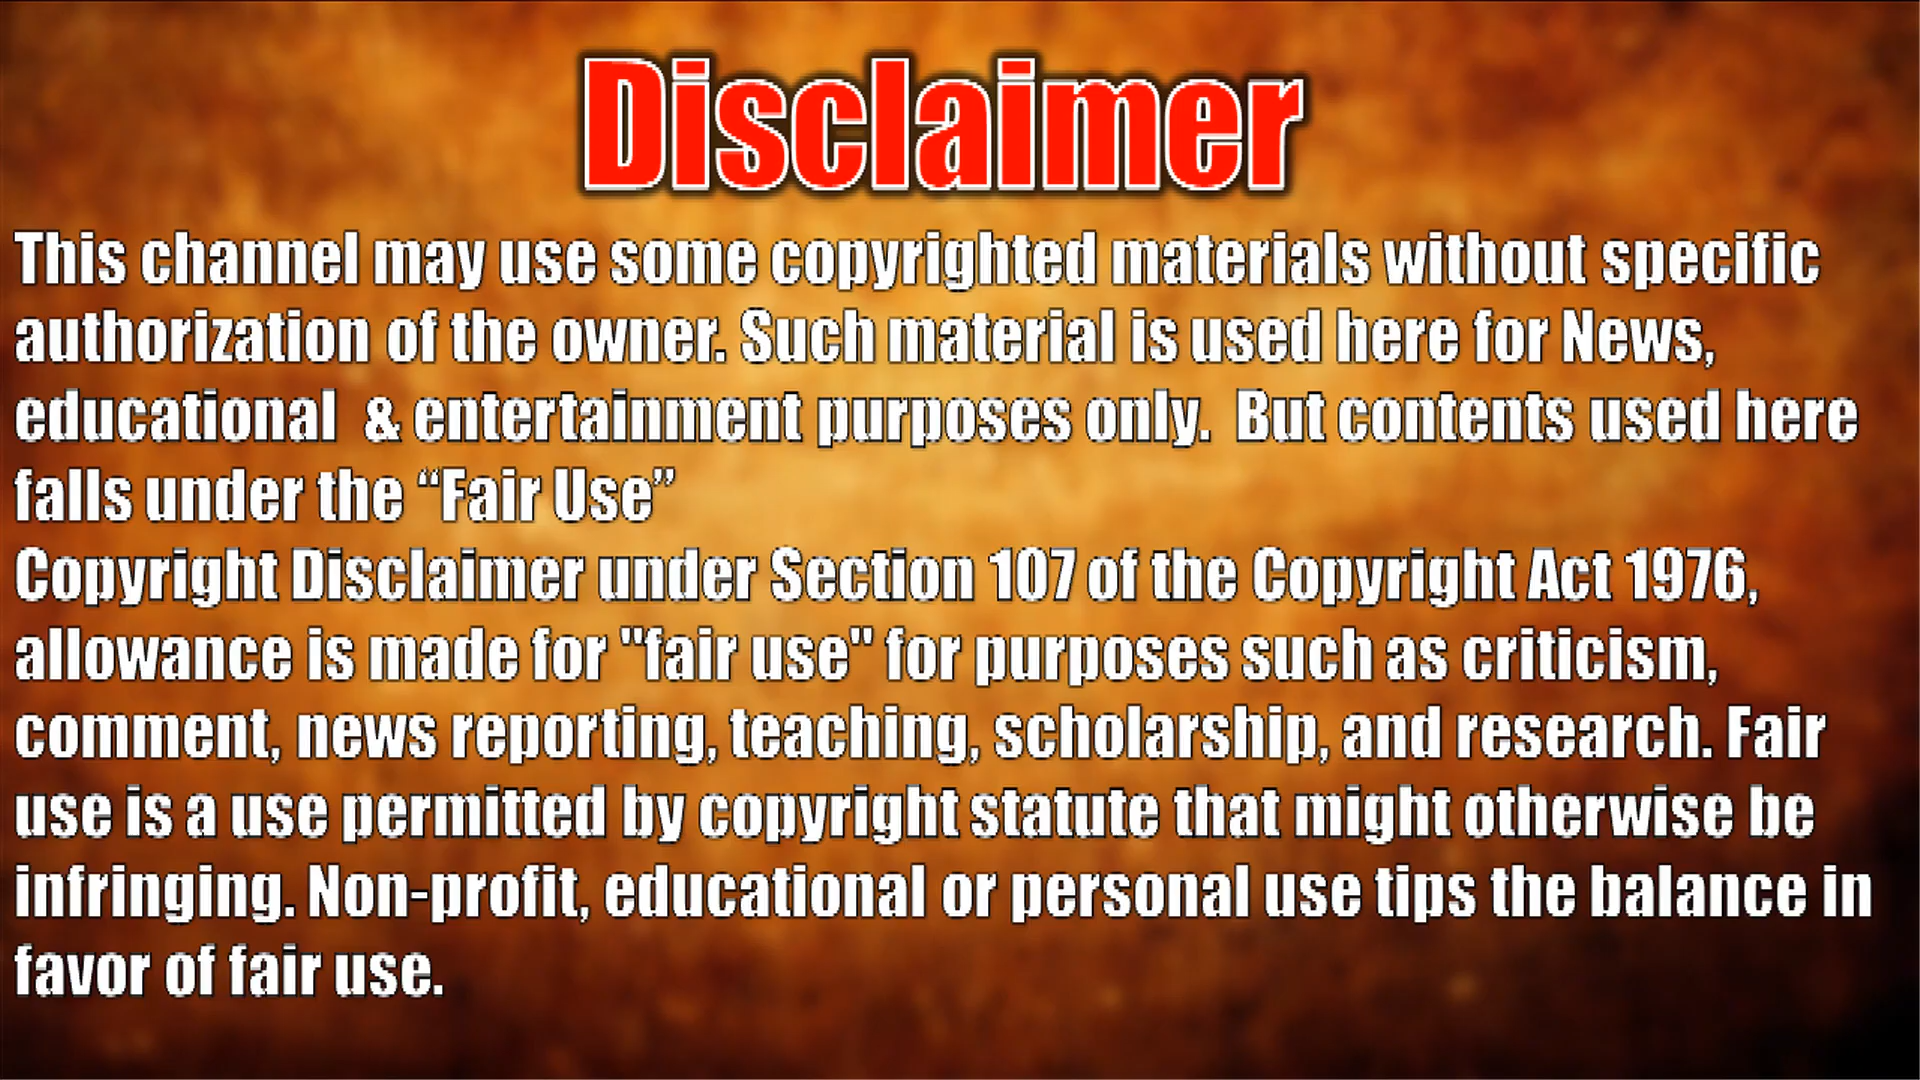 Disclaimer
This channel may use some copyrighted materials without specific
authorization of the owner. Such material is used here for News,
educational  & entertainment purposes only.  But contents used here
falls under the “Fair Use”
Copyright Disclaimer under Section 107 of the Copyright Act 1976,
allowance is made for "fair use" for purposes such as criticism,
comment, news reporting, teaching, scholarship, and research. Fair
use is a use permitted by copyright statute that might otherwise be
infringing. Non-profit, educational or personal use tips the balance in
favor of fair use.